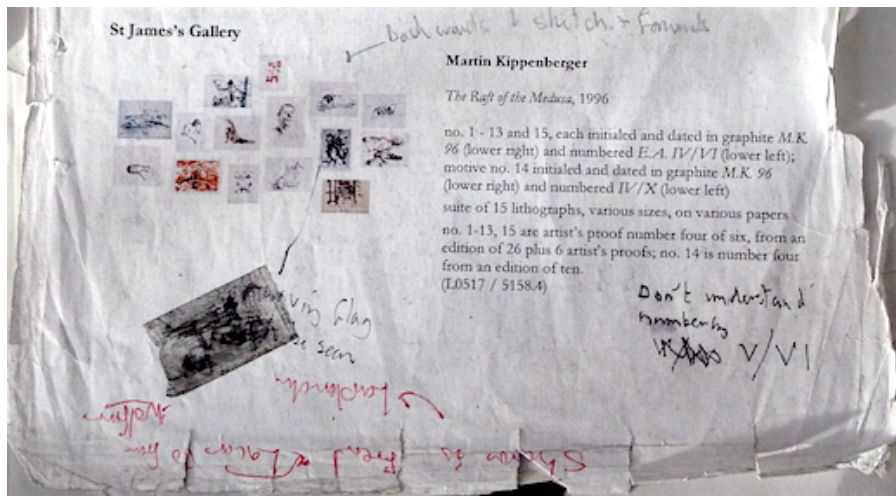 St James's Gallery
backwards to sketch + forwards
Martin Kippenberger
The Raft of the Medusa, 1996
no. 1 - 13 and 15, each initialed and dated in graphite M.K.
96 (lower right) and numbered E.A. IV/VI (lower left);
motive no. 14 initialed and dated in graphite M.K. 96
(lower right) and numbered IV/X (lower left)
suite of 15 lithographs, various sizes, on various papers
no. 1-13, 15 are artist's proof number four of six, from an
edition of 26 plus 6 artist's proofs; no. 14 is number four
from an edition of ten.
(L0517 / 5158.4)
Don't understand
numbering
V/VI
flag
seen
Laplanche
Freud Lacan